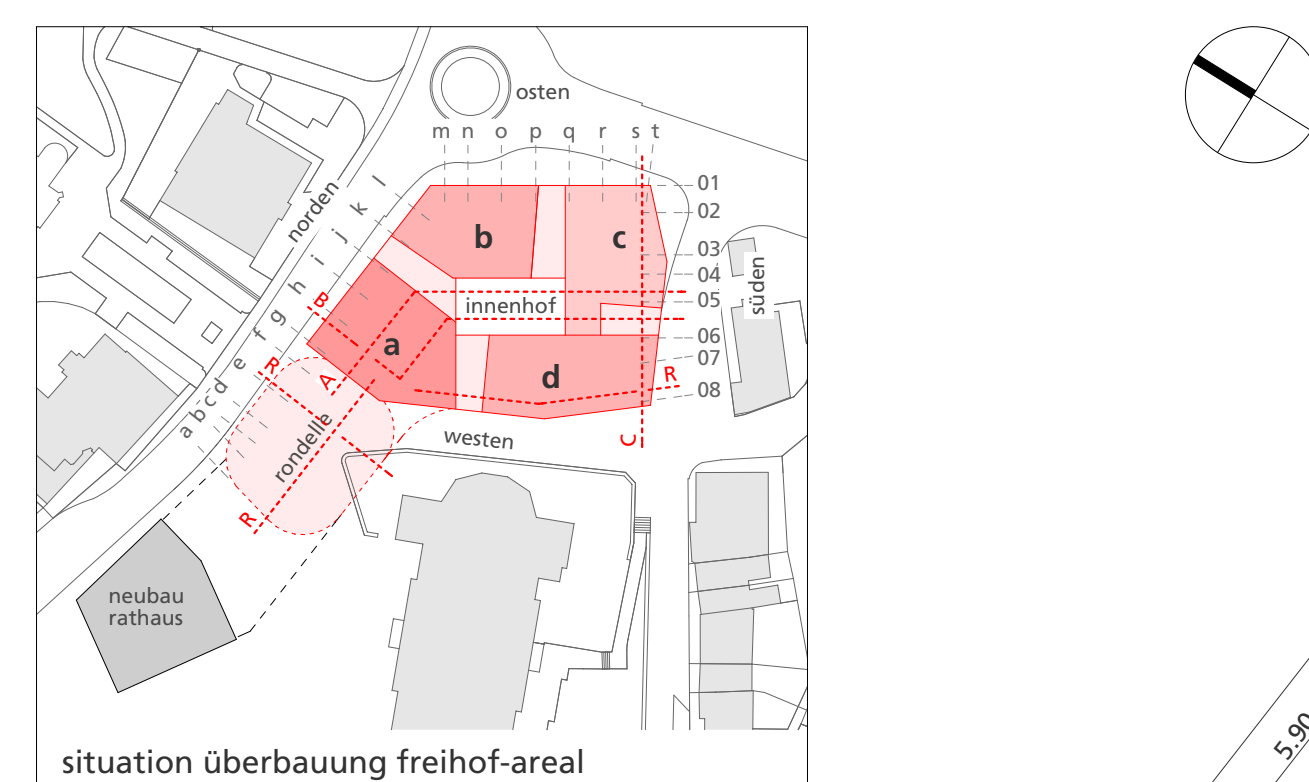 osten
m n o p q r s t
norden
l
k
j
i
h
g
f
e
d
c
b
a
01
02
03
04
05
06
07
08
süden
b
c
a
d
innenhof
B
R
A
R
C
R
rondelle
westen
neubau
rathaus
situation überbauung freihof-areal
5.90